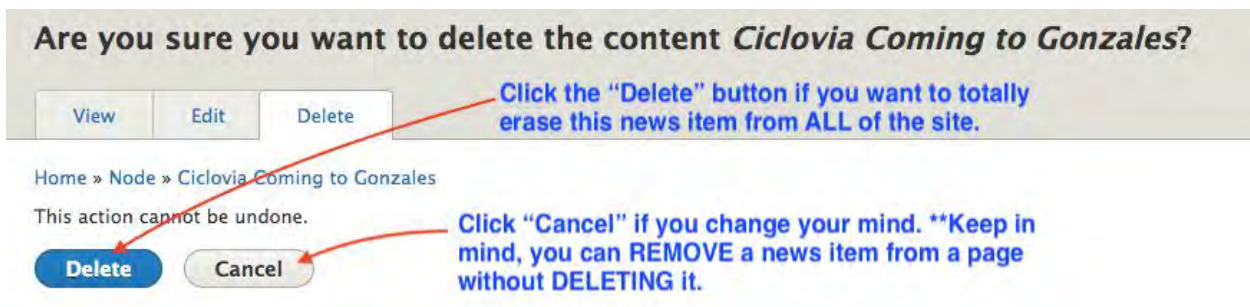 Are you sure you want to delete the content Ciclovia Coming to Gonzales?
View Edit Delete
Click the “Delete” button if you want to totally
erase this news item from ALL of the site.
Home » Node » Ciclovia Coming to Gonzales
This action cannot be undone.
Click “Cancel” if you change your mind. **Keep in
mind, you can REMOVE a news item from a page
without DELETING it.
Delete Cancel